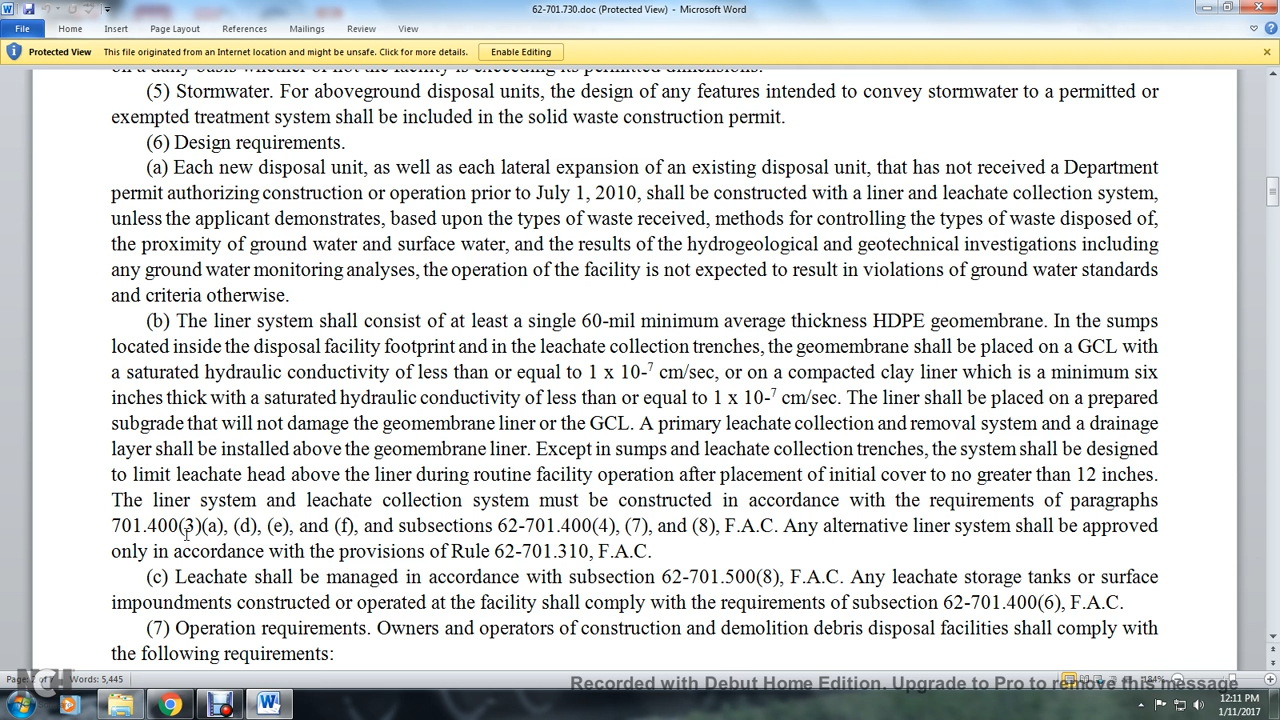 62-701.730.doc (Protected View) - Microsoft Word
File Home Insert Page Layout References Mailings Review View
Protected View This file originated from an Internet location and might be unsafe. Click for more details. Enable Editing
on a daily basis whether or not the facility is exceeding its permitted dimensions.
(5) Stormwater. For aboveground disposal units, the design of any features intended to convey stormwater to a permitted or
exempted treatment system shall be included in the solid waste construction permit.
(6) Design requirements.
(a) Each new disposal unit, as well as each lateral expansion of an existing disposal unit, that has not received a Department
permit authorizing construction or operation prior to July 1, 2010, shall be constructed with a liner and leachate collection system,
unless the applicant demonstrates, based upon the types of waste received, methods for controlling the types of waste disposed of,
the proximity of ground water and surface water, and the results of the hydrogeological and geotechnical investigations including
any ground water monitoring analyses, the operation of the facility is not expected to result in violations of ground water standards
and criteria otherwise.
(b) The liner system shall consist of at least a single 60-mil minimum average thickness HDPE geomembrane. In the sumps
located inside the disposal facility footprint and in the leachate collection trenches, the geomembrane shall be placed on a GCL with
a saturated hydraulic conductivity of less than or equal to 1 x 10-⁷ cm/sec, or on a compacted clay liner which is a minimum six
inches thick with a saturated hydraulic conductivity of less than or equal to 1 x 10-⁷ cm/sec. The liner shall be placed on a prepared
subgrade that will not damage the geomembrane liner or the GCL. A primary leachate collection and removal system and a drainage
layer shall be installed above the geomembrane liner. Except in sumps and leachate collection trenches, the system shall be designed
to limit leachate head above the liner during routine facility operation after placement of initial cover to no greater than 12 inches.
The liner system and leachate collection system must be constructed in accordance with the requirements of paragraphs
701.400(3)(a), (d), (e), and (f), and subsections 62-701.400(4), (7), and (8), F.A.C. Any alternative liner system shall be approved
only in accordance with the provisions of Rule 62-701.310, F.A.C.
(c) Leachate shall be managed in accordance with subsection 62-701.500(8), F.A.C. Any leachate storage tanks or surface
impoundments constructed or operated at the facility shall comply with the requirements of subsection 62-701.400(6), F.A.C.
(7) Operation requirements. Owners and operators of construction and demolition debris disposal facilities shall comply with
the following requirements:
Words: 5,445 184%
NCH
Recorded with Debut Home Edition. Upgrade to Pro to remove this message
12:11 PM
1/11/2017